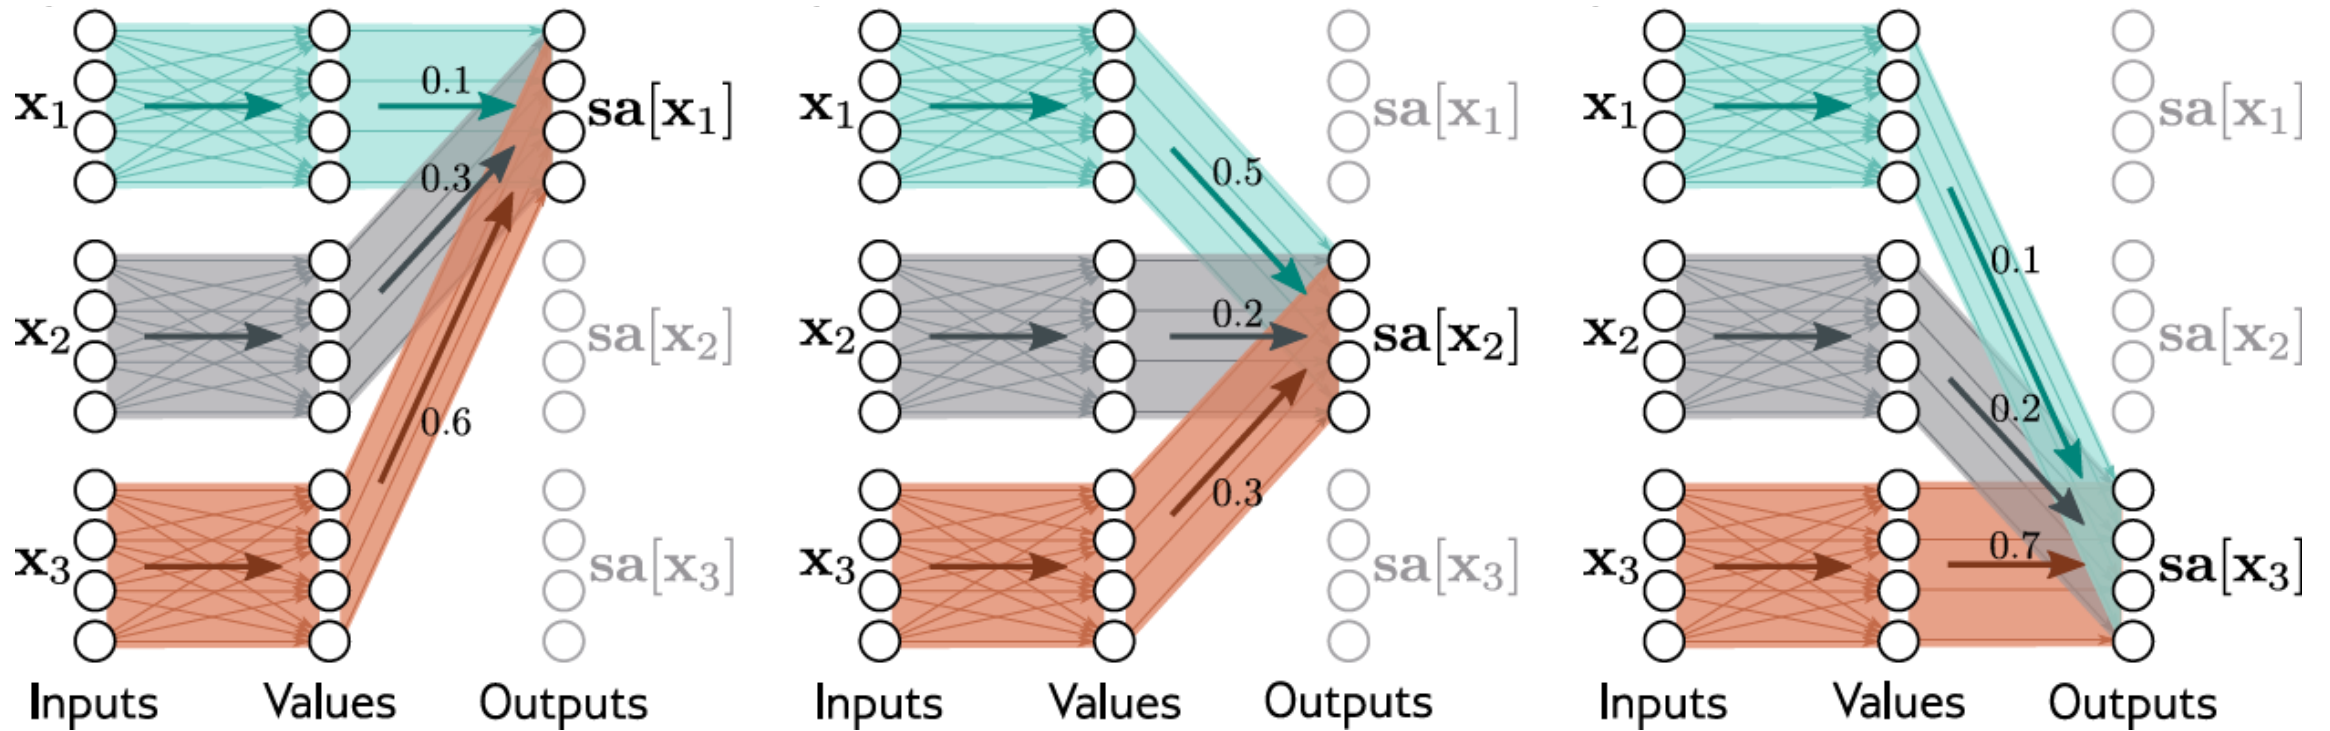 x₁ 0.1 sa[x₁]
0.3
x₂ sa[x₂]
0.6
x₃ sa[x₃]
Inputs Values Outputs
x₁ sa[x₁]
0.5
x₂ 0.2 sa[x₂]
0.3
x₃ sa[x₃]
Inputs Values Outputs
x₁ sa[x₁]
0.1
x₂ sa[x₂]
0.2
x₃ 0.7 sa[x₃]
Inputs Values Outputs